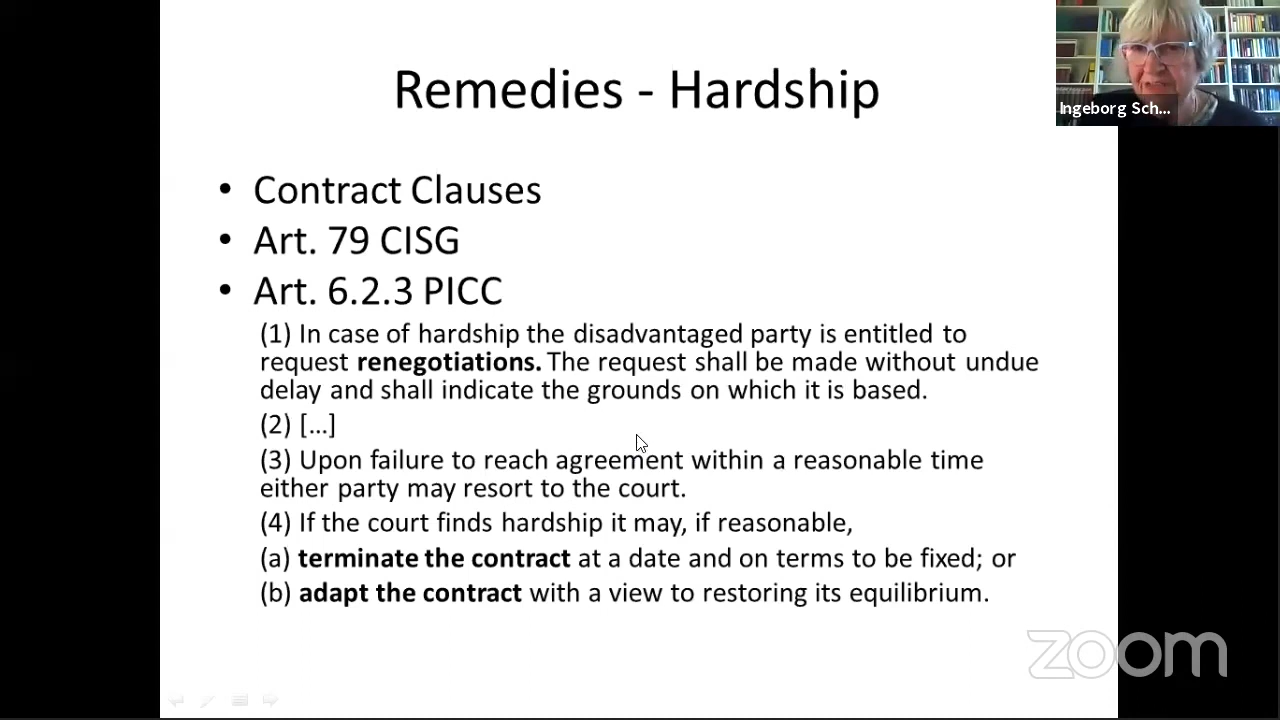 Remedies - Hardship
Ingeborg Sch...
• Contract Clauses
• Art. 79 CISG
• Art. 6.2.3 PICC
(1) In case of hardship the disadvantaged party is entitled to
request renegotiations. The request shall be made without undue
delay and shall indicate the grounds on which it is based.
(2) [...]
(3) Upon failure to reach agreement within a reasonable time
either party may resort to the court.
(4) If the court finds hardship it may, if reasonable,
(a) terminate the contract at a date and on terms to be fixed; or
(b) adapt the contract with a view to restoring its equilibrium.
zoom